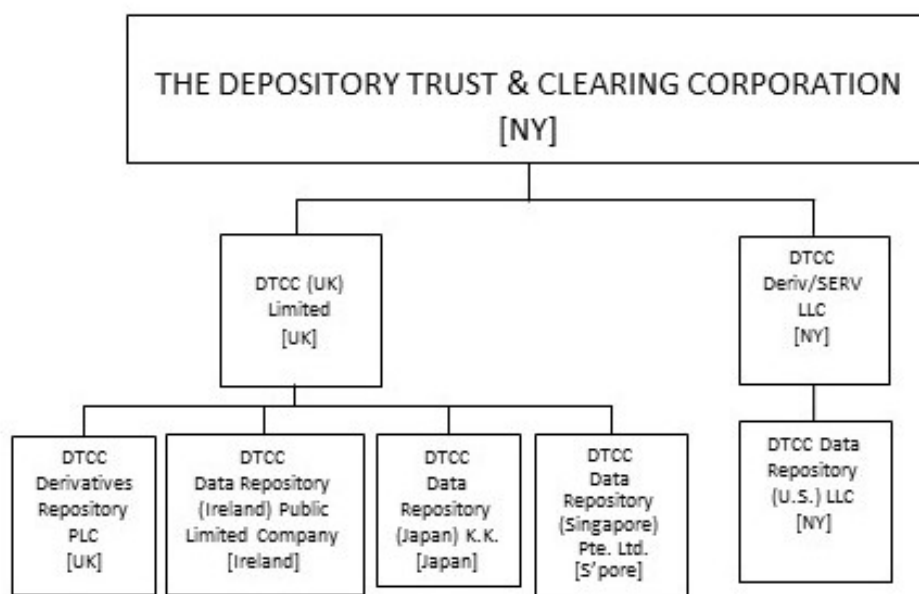 THE DEPOSITORY TRUST & CLEARING CORPORATION
[NY]
DTCC (UK)
Limited
[UK]
DTCC
Deriv/SERV
LLC
[NY]
DTCC
Derivatives
Repository
PLC
[UK]
DTCC
Data Repository
(Ireland) Public
Limited Company
[Ireland]
DTCC
Data
Repository
(Japan) K.K.
[Japan]
DTCC
Data
Repository
(Singapore)
Pte. Ltd.
[S'pore]
DTCC Data
Repository
(U.S.) LLC
[NY]